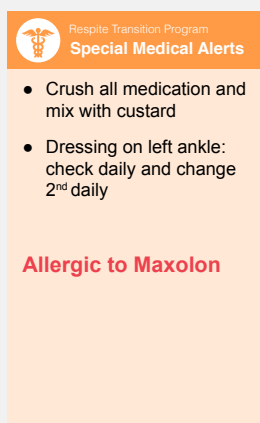 Respite Transition Program
Special Medical Alerts
● Crush all medication and
mix with custard
● Dressing on left ankle:
check daily and change
2nd daily
Allergic to Maxolon